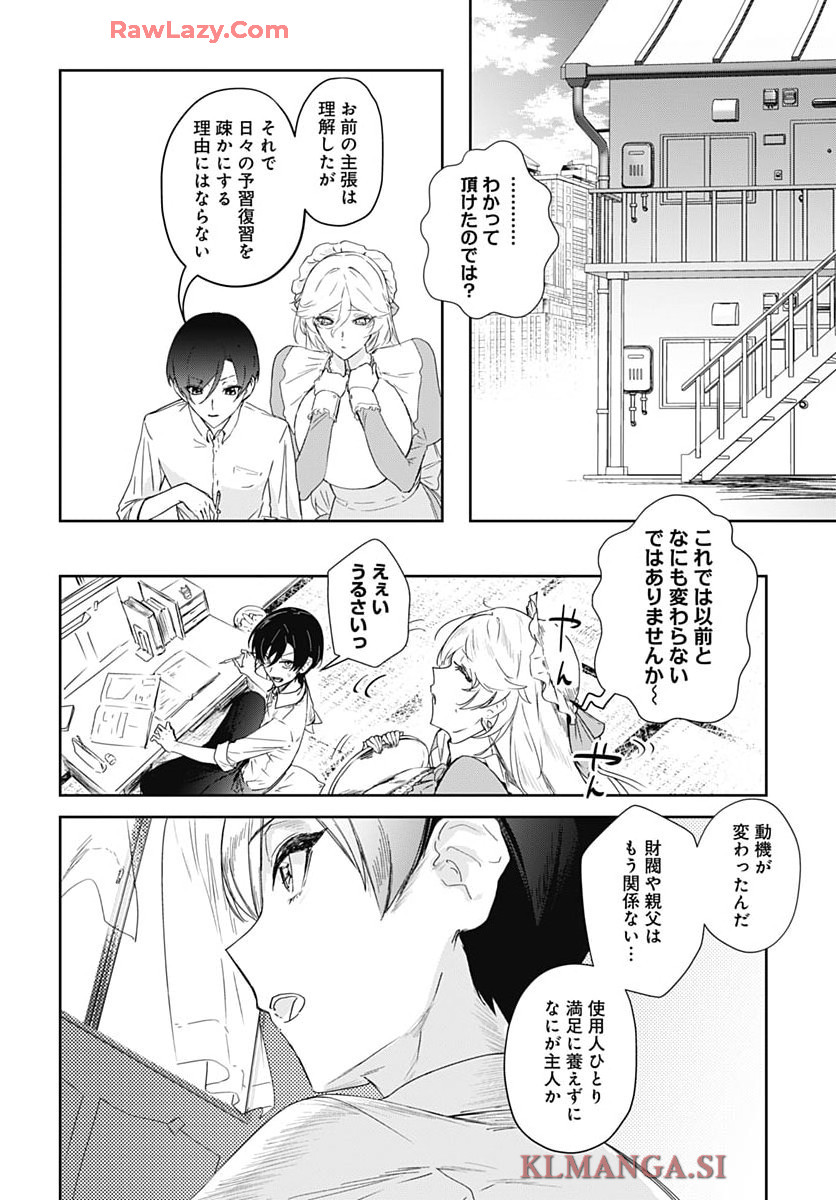 RawLazy.Com
…………
わかって
頂けたのでは？
お前の主張は
理解したが
それで
日々の予習復習を
疎かにする
理由にはならない
これでは以前と
なにも変わらない
ではありませんか〜
やん
やん
えぇい
うるさいっ
動機が
変わったんだ
財閥や親父は
もう関係ない…
使用人ひとり
満足に養えずに
なにが主人か
KLMANGA.SI